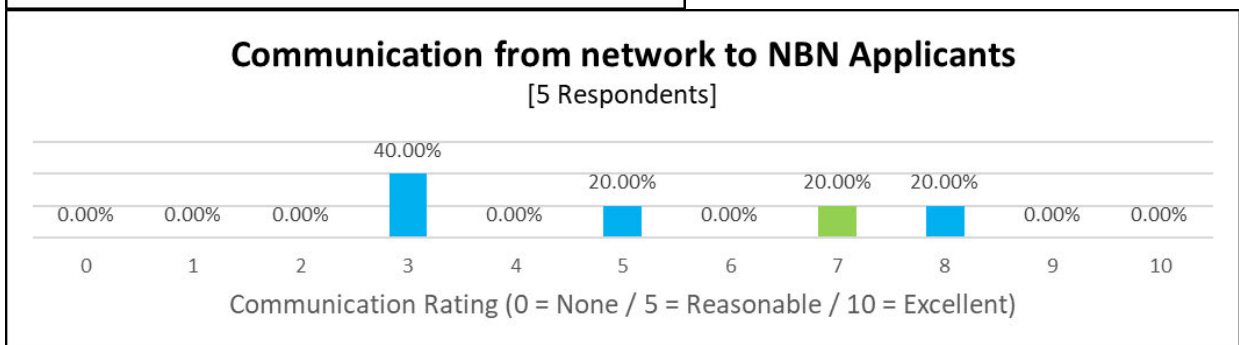 Communication from network to NBN Applicants
[5 Respondents]
40.00%
20.00% 20.00% 20.00%
0.00% 0.00% 0.00% 0.00% 0.00% 0.00% 0.00%
0 1 2 3 4 5 6 7 8 9 10
Communication Rating (0 = None / 5 = Reasonable / 10 = Excellent)